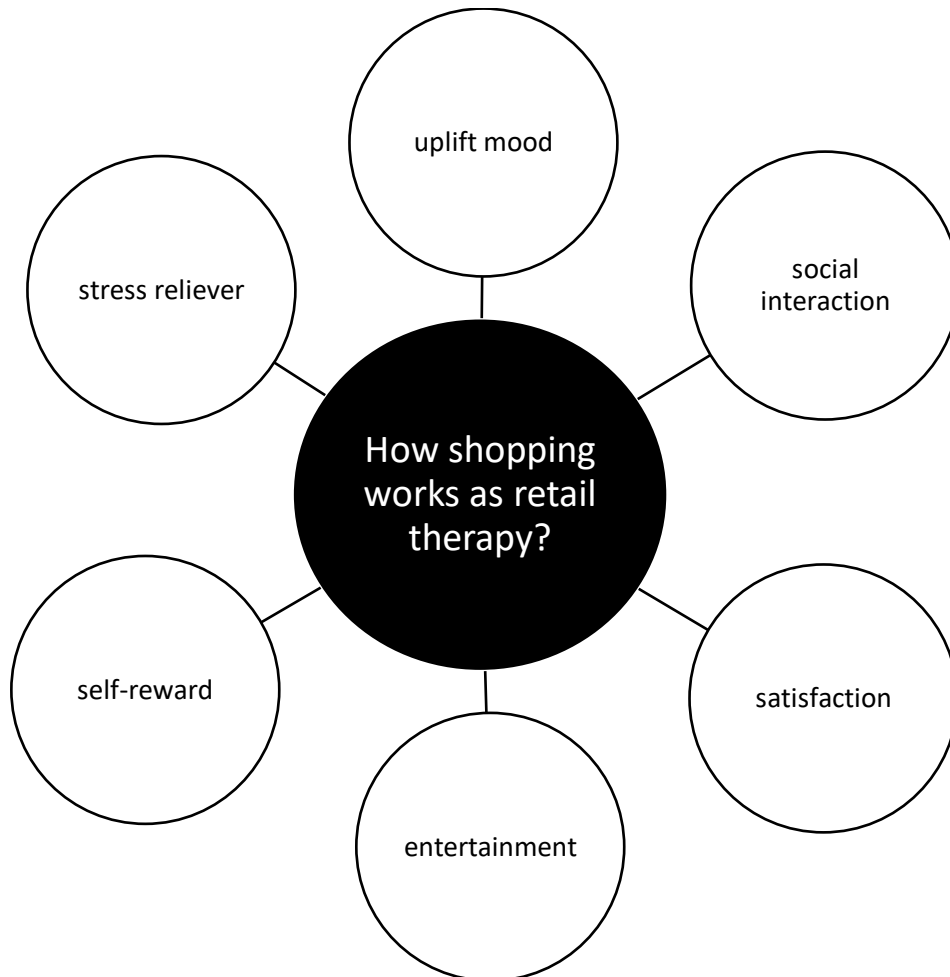 uplift mood
social
interaction
stress reliever
How shopping
works as retail
therapy?
self-reward
satisfaction
entertainment